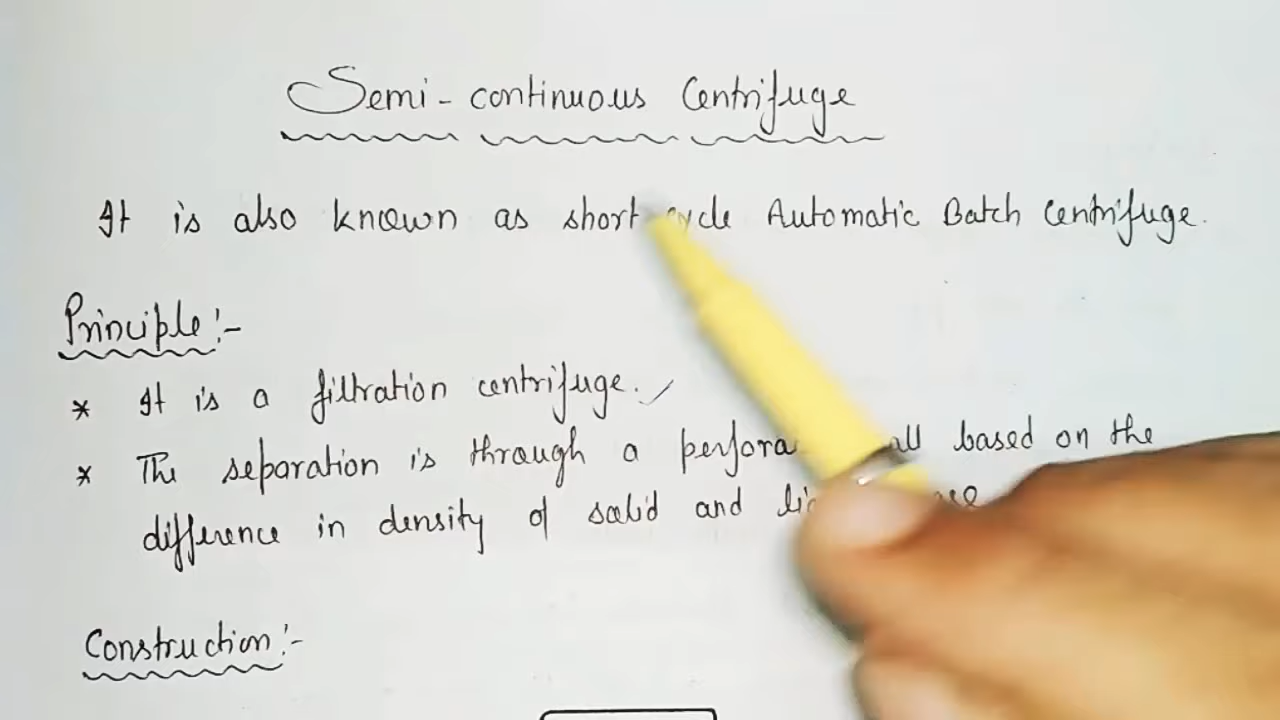 Semi-continuous Centrifuge
It is also known as short cycle Automatic Batch Centrifuge.
Principle:-
* It is a filtration centrifuge.
* The separation is through a based on the
difference in density of solid and
Construction:-